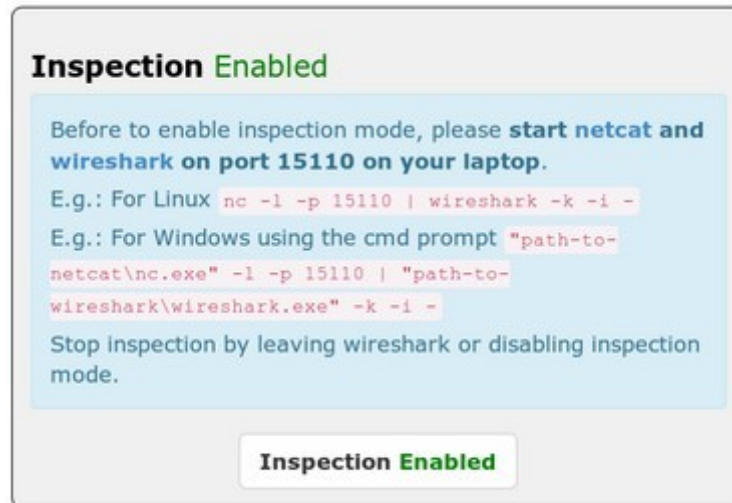 Inspection Enabled
Before to enable inspection mode, please start netcat and
wireshark on port 15110 on your laptop.
E.g.: For Linux nc -l -p 15110 | wireshark -k -i -
E.g.: For Windows using the cmd prompt "path-to-
netcat\nc.exe" -l -p 15110 | "path-to-
wireshark\wireshark.exe" -k -i -
Stop inspection by leaving wireshark or disabling inspection
mode.
Inspection Enabled